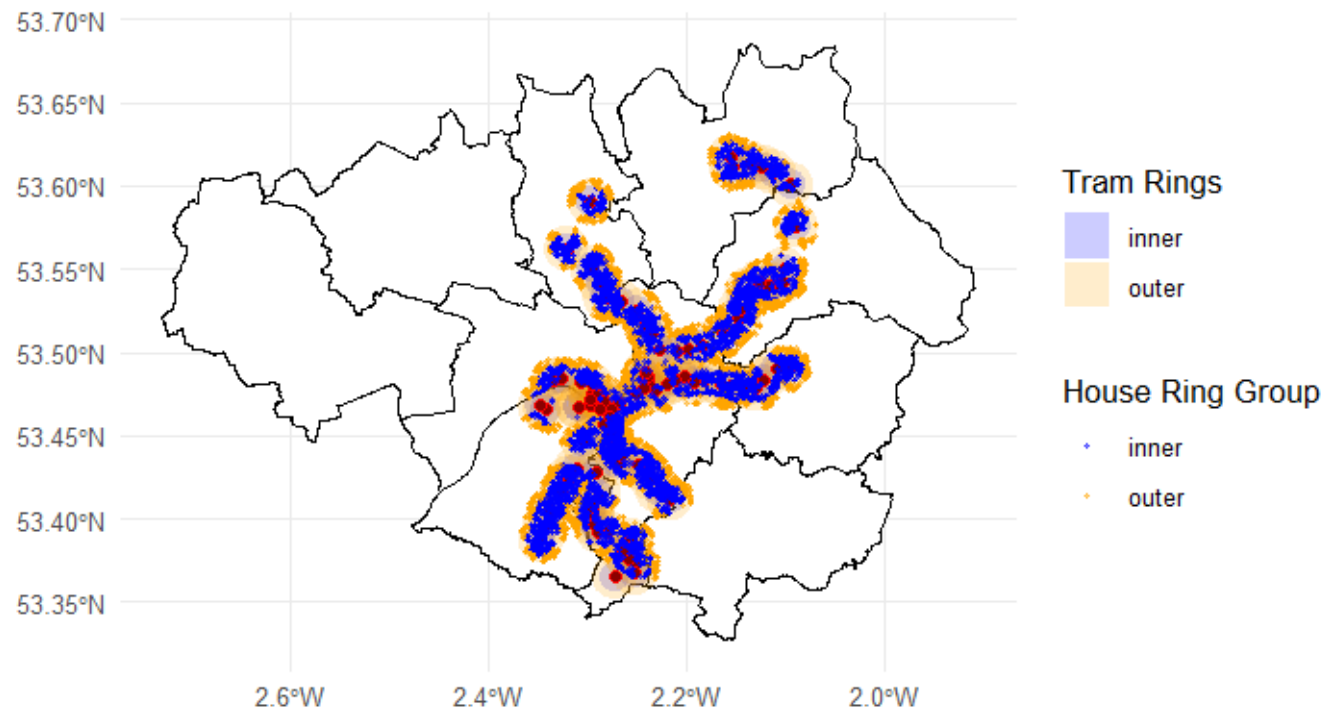 53.70°N
53.65°N
53.60°N
53.55°N
53.50°N
53.45°N
53.40°N
53.35°N
2.6°W
2.4°W
2.2°W
2.0°W
Tram Rings
inner
outer
House Ring Group
inner
outer